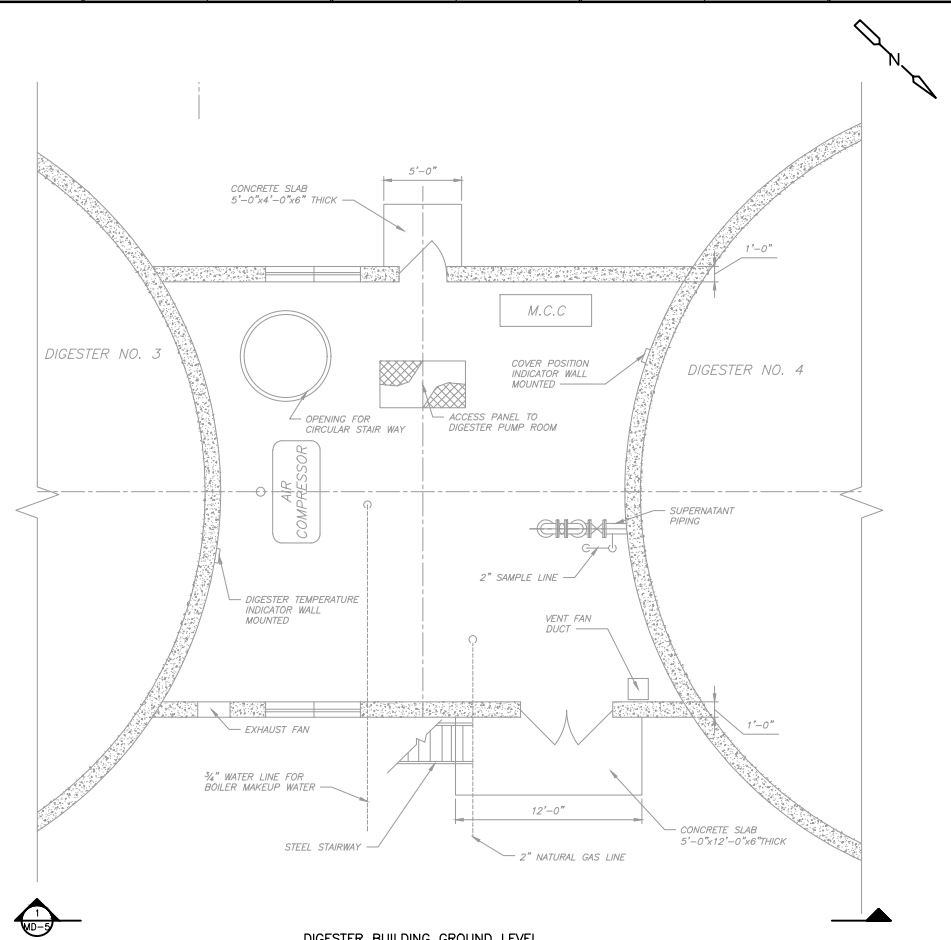 N
5'-0"
CONCRETE SLAB
5'-0"x4'-0"x6" THICK
1'-0"
M.C.C
DIGESTER NO. 3
COVER POSITION
INDICATOR WALL
MOUNTED
DIGESTER NO. 4
OPENING FOR
CIRCULAR STAIR WAY
ACCESS PANEL TO
DIGESTER PUMP ROOM
AIR
COMPRESSOR
SUPERNATANT
PIPING
2" SAMPLE LINE
DIGESTER TEMPERATURE
INDICATOR WALL
MOUNTED
VENT FAN
DUCT
EXHAUST FAN
1'-0"
¾" WATER LINE FOR
BOILER MAKEUP WATER
12'-0"
CONCRETE SLAB
5'-0"x12'-0"x6"THICK
STEEL STAIRWAY
2" NATURAL GAS LINE
1
MD-5
DIGESTER BUILDING GROUND LEVEL